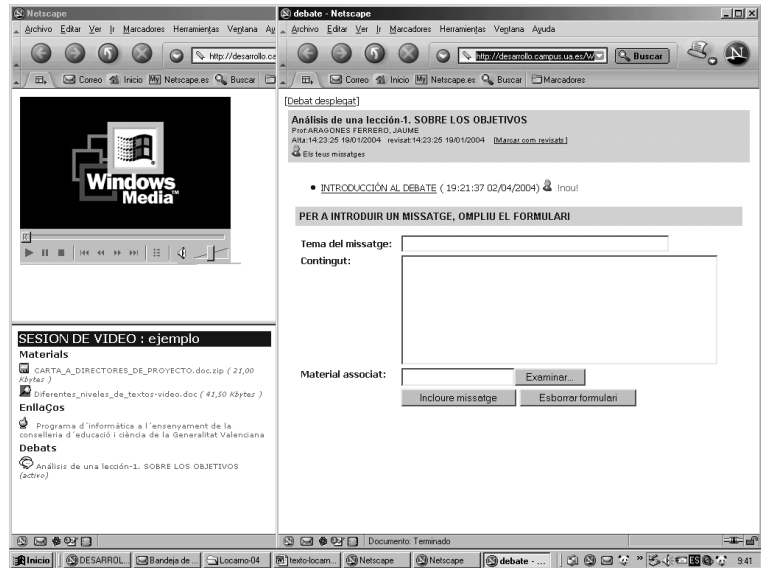 Netscape
Archivo Editar Ver Ir Marcadores Herramientas Ventana Ay
http://desarrollo.ca
Correo Inicio My Netscape.es Buscar
Windows
Media
SESION DE VIDEO : ejemplo
Materials
CARTA_A_DIRECTORES_DE_PROYECTO.doc.zip ( 21,00
Kbytes )
Diferentes_niveles_de_textos-video.doc ( 41,50 Kbytes )
EnllaÇos
Programa d´informàtica a l´ensenyament de la
conselleria d´educació i ciència de la Generalitat Valenciana
Debats
Análisis de una lección-1. SOBRE LOS OBJETIVOS
(activo)
debate - Netscape
Archivo Editar Ver Ir Marcadores Herramientas Ventana Ayuda
http://desarrollo.campus.ua.es/W Buscar
Correo Inicio My Netscape.es Buscar Marcadores
[Debat desplegat]
Análisis de una lección-1. SOBRE LOS OBJETIVOS
Prof:ARAGONES FERRERO, JAUME
Alta:14:23:25 19/01/2004 revisat:14:23:25 19/01/2004 [Marcar com revisats]
Els teus missatges
• INTRODUCCIÓN AL DEBATE ( 19:21:37 02/04/2004) !nou!
PER A INTRODUIR UN MISSATGE, OMPLIU EL FORMULARI
Tema del missatge:
Contingut:
Material associat: Examinar...
Incloure missatge Esborrar formulari
Documento: Terminado
Inicio DESARROL... Bandeja de ... Locamo-04 texto-locam... Netscape Netscape debate - ... » ES 9:41